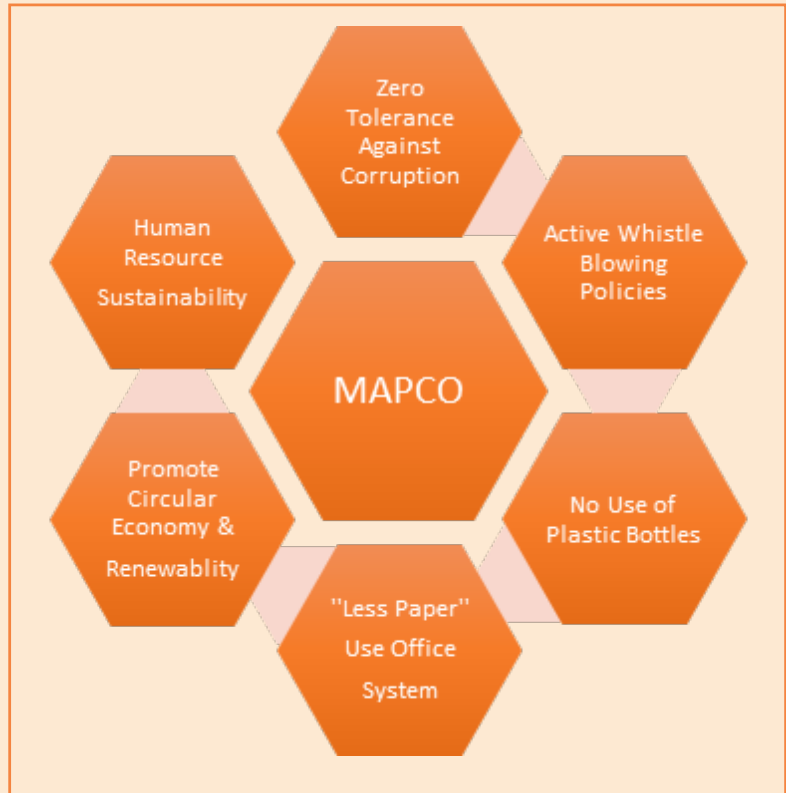 Zero
Tolerance
Against
Corruption
Active Whistle
Blowing
Policies
No Use of
Plastic Bottles
"Less Paper"
Use Office
System
Promote
Circular
Economy &
Renewablity
Human
Resource
Sustainability
MAPCO